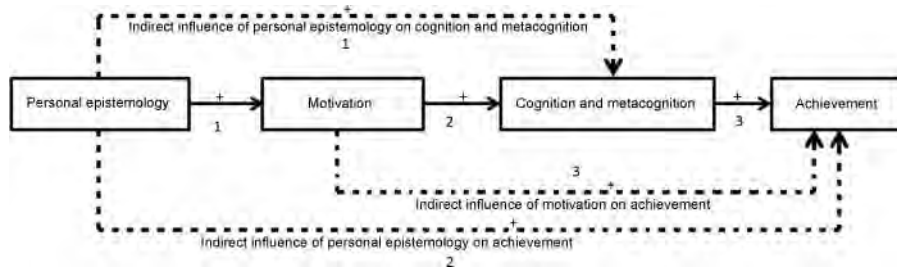 +
Indirect influence of personal epistemology on cognition and metacognition
1
Personal epistemology
+
1
Motivation
+
2
Cognition and metacognition
+
3
Achievement
3
+
Indirect influence of motivation on achievement
+
Indirect influence of personal epistemology on achievement
2